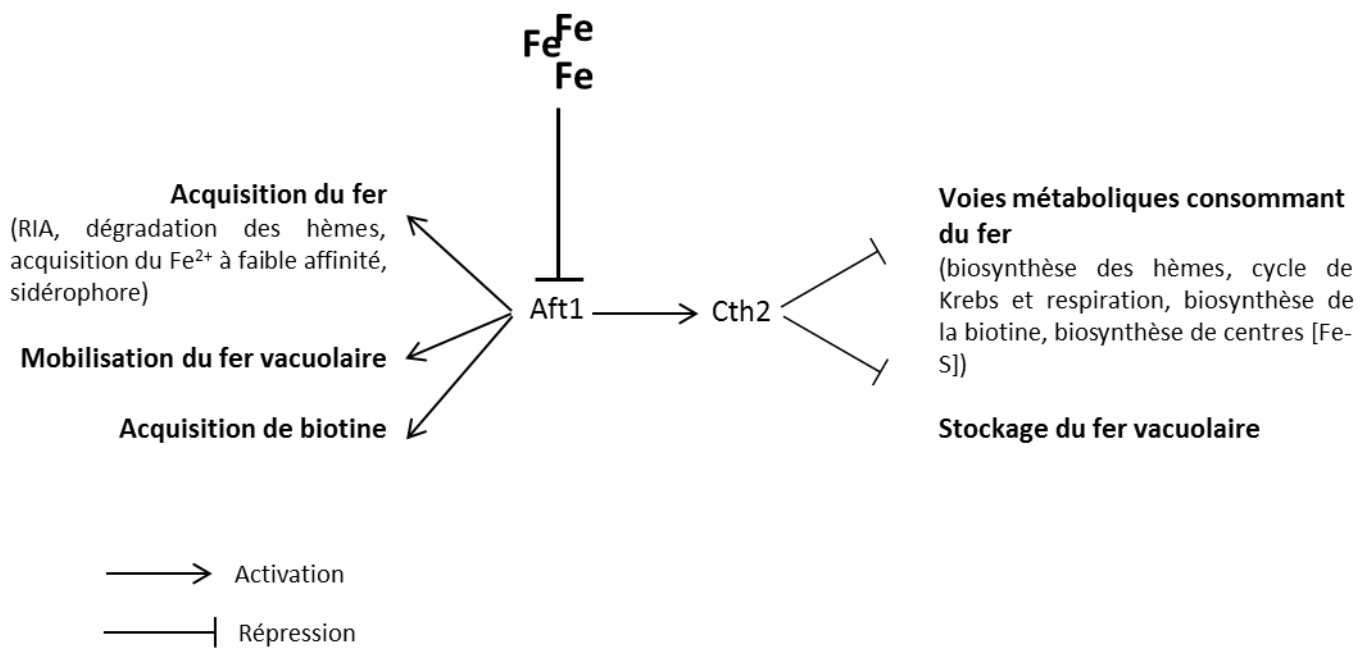 Fe
Fe
Fe
Acquisition du fer
(RIA, dégradation des hèmes,
acquisition du Fe²⁺ à faible affinité,
sidérophore)
Mobilisation du fer vacuolaire
Acquisition de biotine
Aft1
Cth2
Voies métaboliques consommant
du fer
(biosynthèse des hèmes, cycle de
Krebs et respiration, biosynthèse de
la biotine, biosynthèse de centres [Fe-
S])
Stockage du fer vacuolaire
Activation
Répression